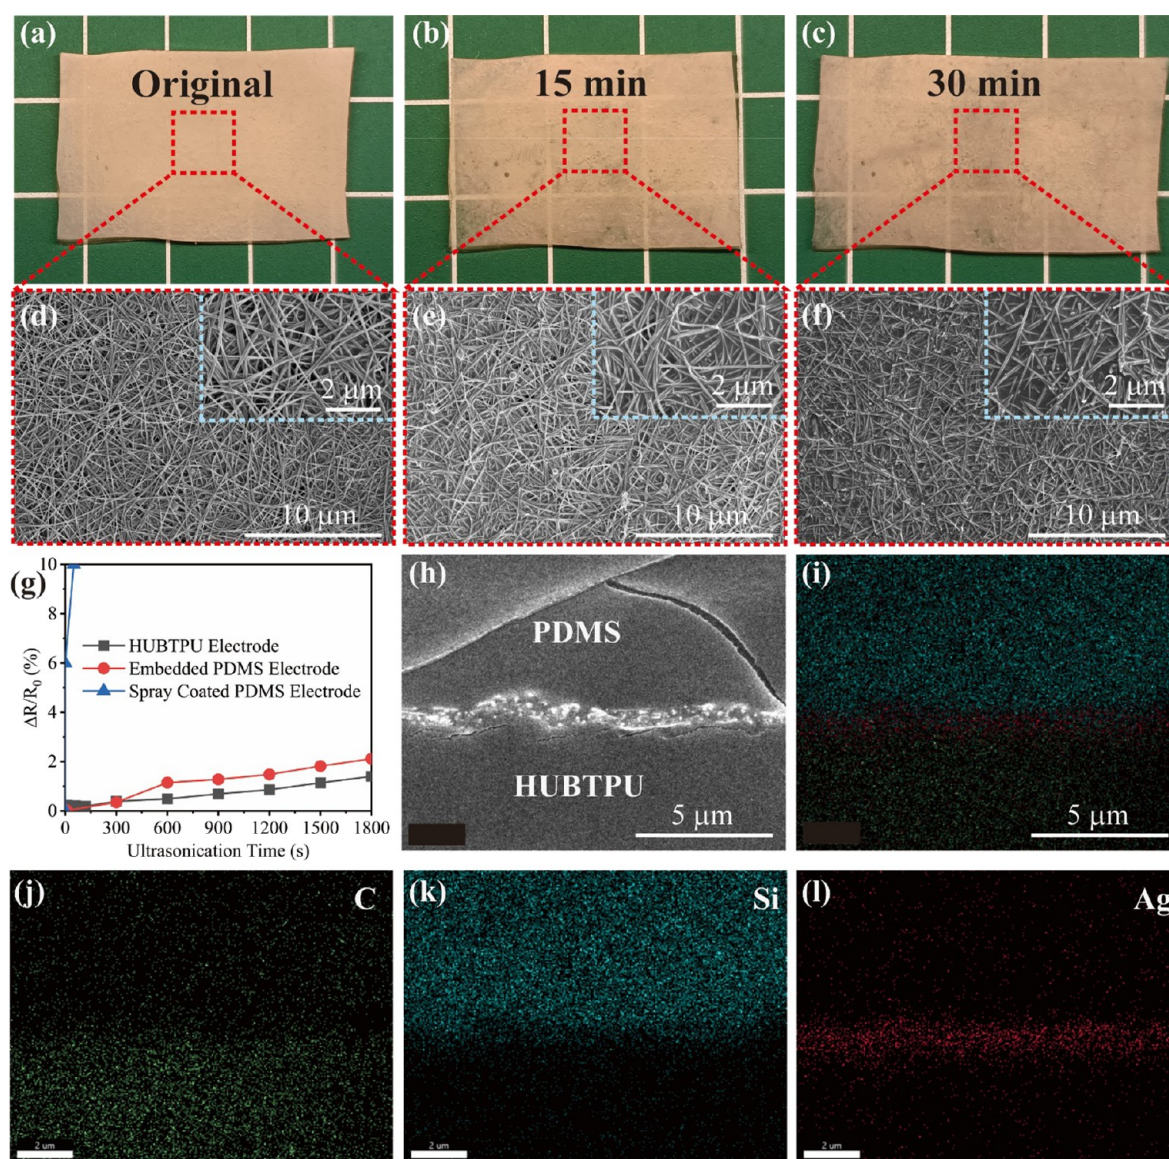 (a) (b) (c)
Original 15 min 30 min
(d) (e) (f)
2 μm 2 μm 2 μm
10 μm 10 μm 10 μm
(g) (h) (i)
10
8
6
4
2
0
ΔR/R0 (%)
HUBTPU Electrode
Embedded PDMS Electrode
Spray Coated PDMS Electrode
0 300 600 900 1200 1500 1800
Ultrasonication Time (s)
PDMS
HUBTPU
5 μm 5 μm
(j) C (k) Si (l) Ag
2 um 2 um 2 um